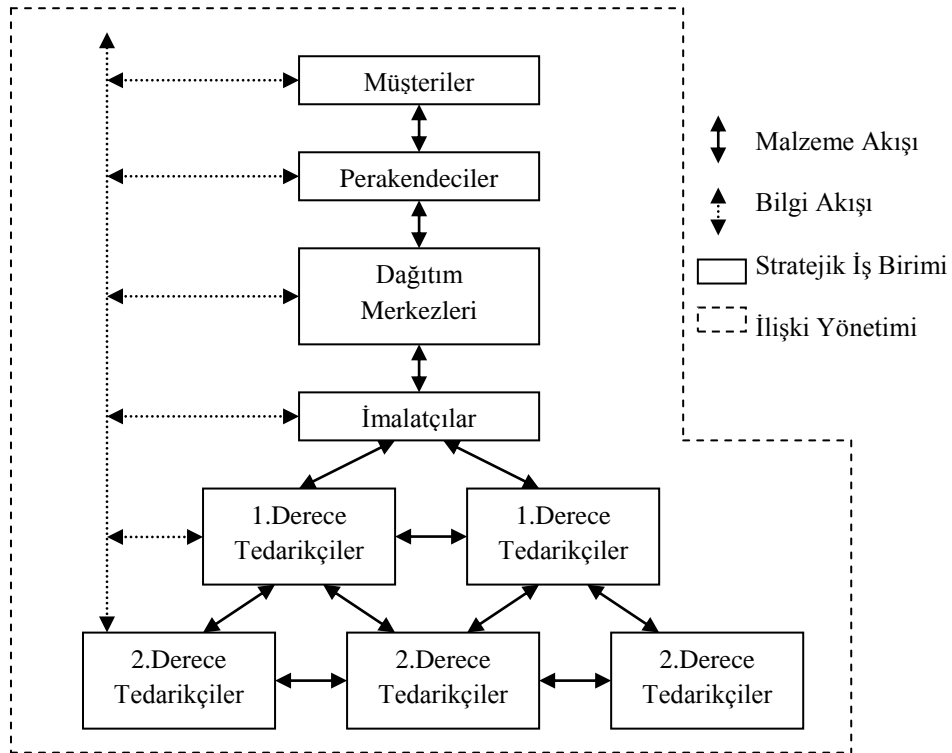 Müşteriler
Perakendeciler
Dağıtım
Merkezleri
İmalatçılar
1.Derece
Tedarikçiler
1.Derece
Tedarikçiler
2.Derece
Tedarikçiler
2.Derece
Tedarikçiler
2.Derece
Tedarikçiler
Malzeme Akışı
Bilgi Akışı
Stratejik İş Birimi
İlişki Yönetimi